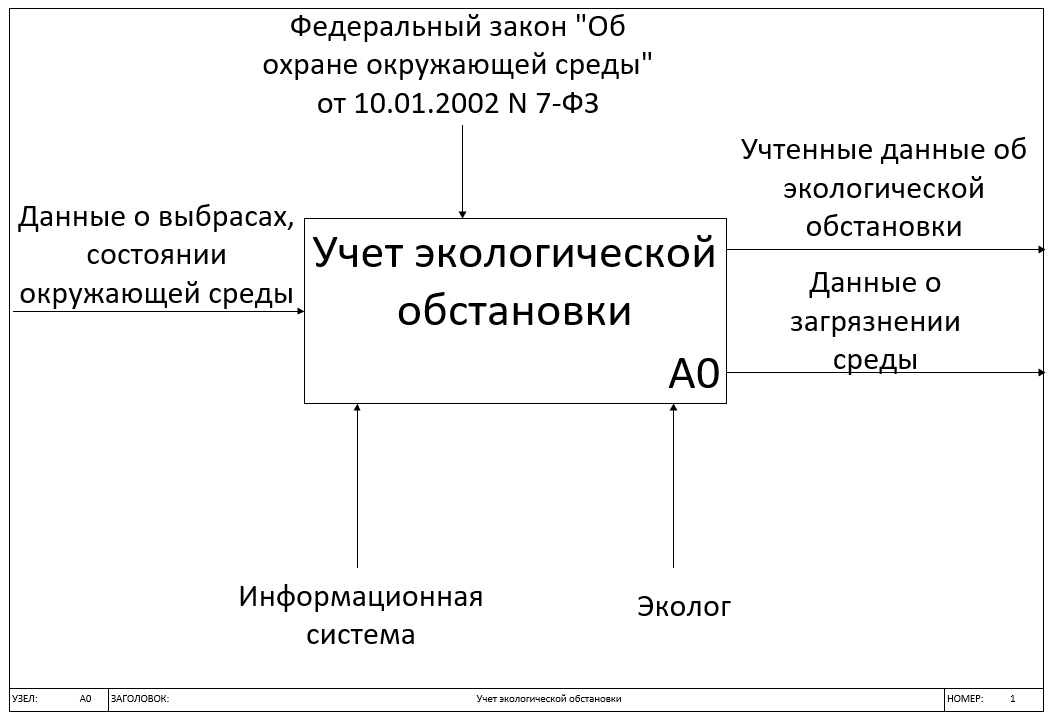 Федеральный закон "Об
охране окружающей среды"
от 10.01.2002 N 7-ФЗ
Учтенные данные об
экологической
обстановки
Данные о выбрасах,
состоянии
окружающей среды
Учет экологической
обстановки
А0
Данные о
загрязнении
среды
Информационная
система
Эколог
УЗЕЛ: А0 ЗАГОЛОВОК: Учет экологической обстановки НОМЕР: 1